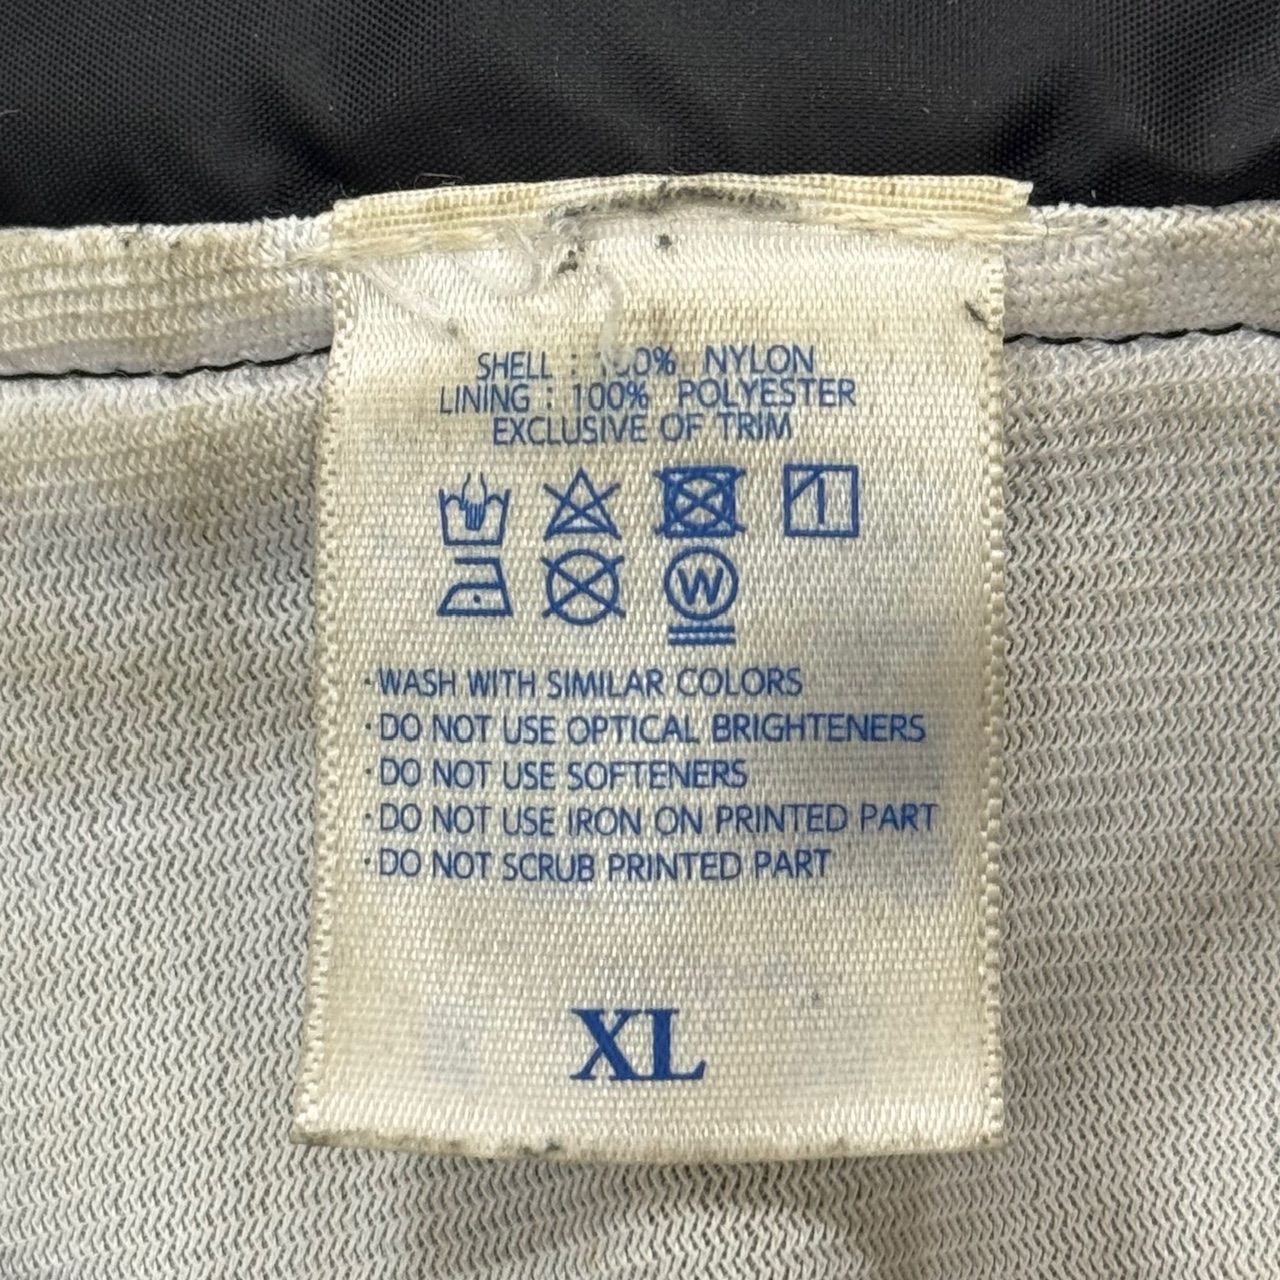 SHELL : 100% NYLON
LINING : 100% POLYESTER
EXCLUSIVE OF TRIM
W
·WASH WITH SIMILAR COLORS
·DO NOT USE OPTICAL BRIGHTENERS
·DO NOT USE SOFTENERS
·DO NOT USE IRON ON PRINTED PART
·DO NOT SCRUB PRINTED PART
XL